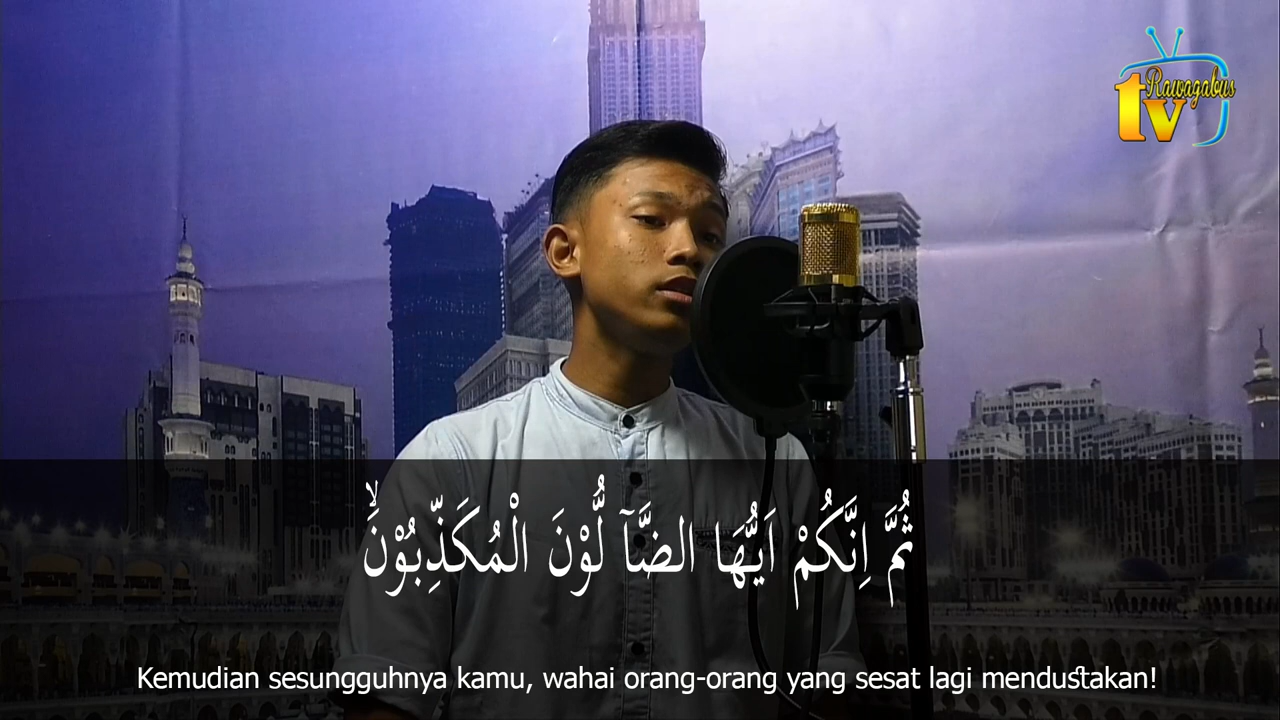 tv Rawagabus
ثُمَّ اِنَّكُمْ اَيُّهَا الضَّاۤ لُّوْنَ الْمُكَذِّبُوْنَۙ
Kemudian sesungguhnya kamu, wahai orang-orang yang sesat lagi mendustakan!